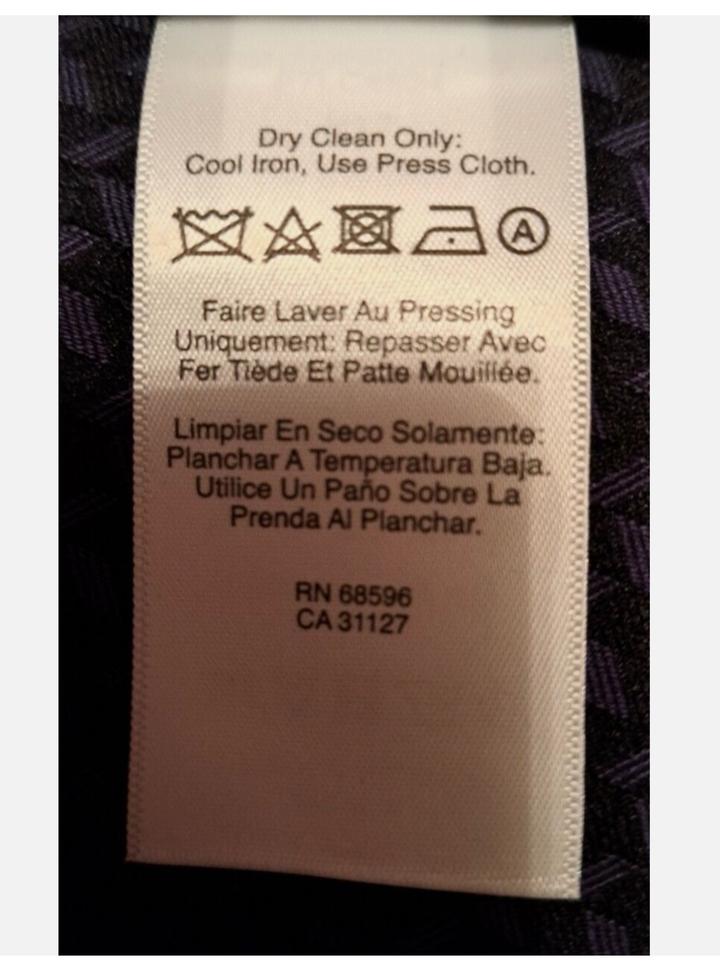 Dry Clean Only:
Cool Iron, Use Press Cloth.
A
Faire Laver Au Pressing
Uniquement: Repasser Avec
Fer Tiède Et Patte Mouillée.
Limpiar En Seco Solamente:
Planchar A Temperatura Baja.
Utilice Un Paño Sobre La
Prenda Al Planchar.
RN 68596
CA 31127